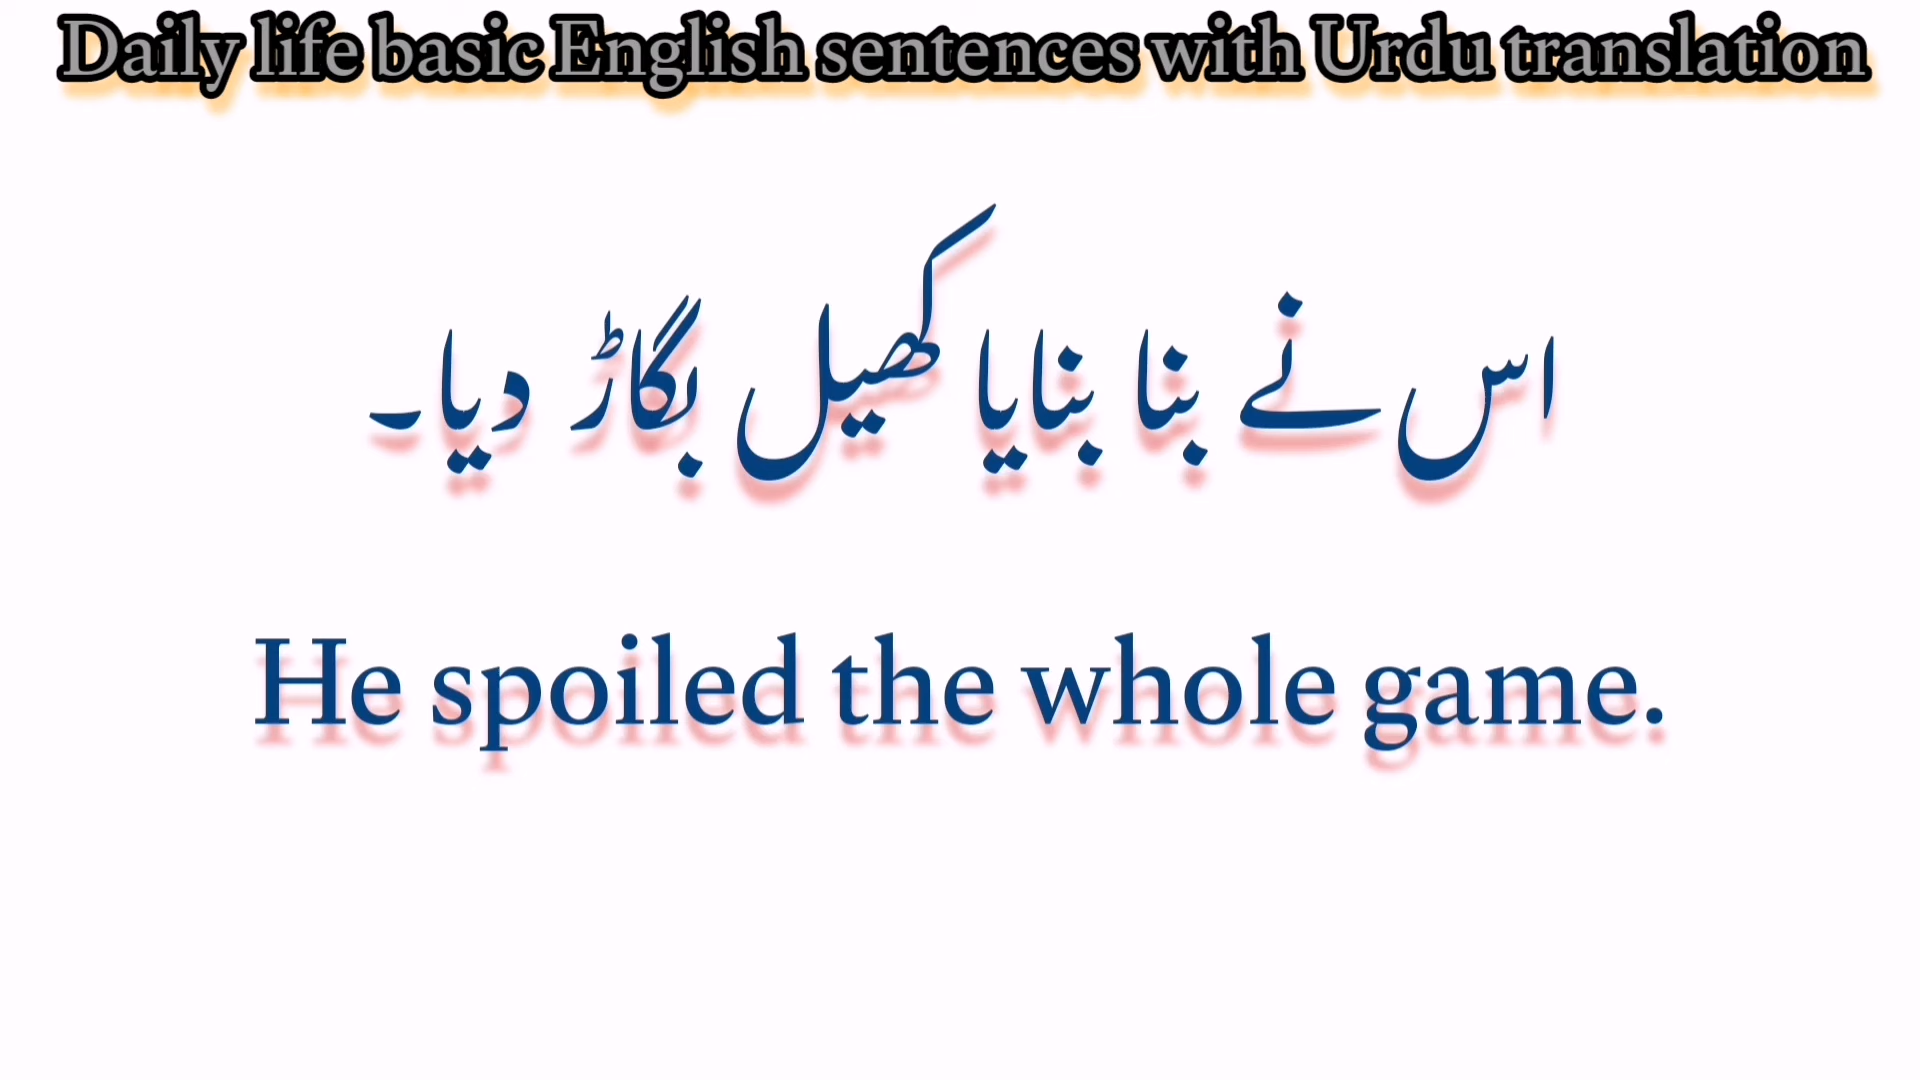 Daily life basic English sentences with Urdu translation
اس نے بنا بنایا کھیل بگاڑ دیا۔
He spoiled the whole game.